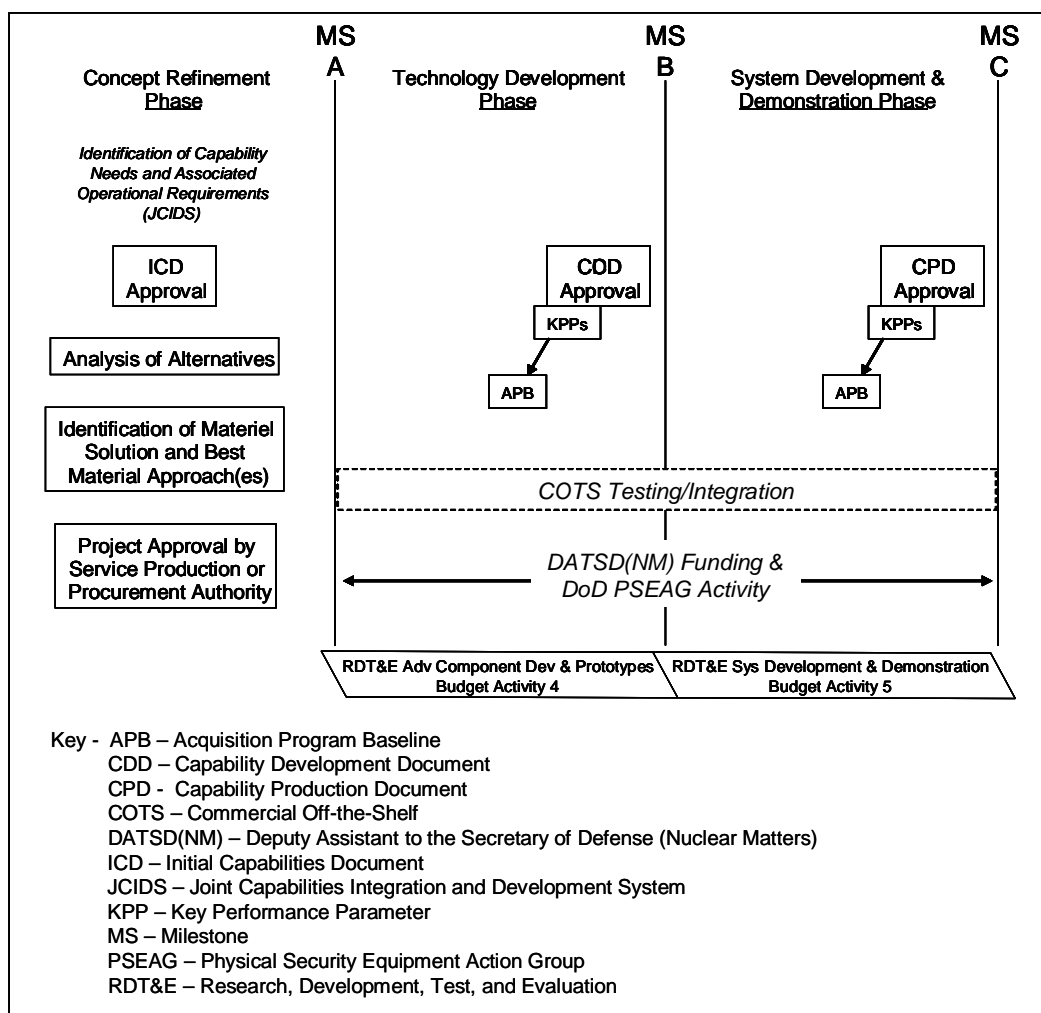 MS
A
MS
B
MS
C
Concept Refinement
Phase
Technology Development
Phase
System Development &
Demonstration Phase
Identification of Capability
Needs and Associated
Operational Requirements
(JCIDS)
ICD
Approval
CDD
Approval
KPPs
APB
CPD
Approval
KPPs
APB
Analysis of Alternatives
Identification of Materiel
Solution and Best
Material Approach(es)
COTS Testing/Integration
Project Approval by
Service Production or
Procurement Authority
DATSD(NM) Funding &
DoD PSEAG Activity
RDT&E Adv Component Dev & Prototypes
Budget Activity 4
RDT&E Sys Development & Demonstration
Budget Activity 5
Key - APB – Acquisition Program Baseline
CDD – Capability Development Document
CPD - Capability Production Document
COTS – Commercial Off-the-Shelf
DATSD(NM) – Deputy Assistant to the Secretary of Defense (Nuclear Matters)
ICD – Initial Capabilities Document
JCIDS – Joint Capabilities Integration and Development System
KPP – Key Performance Parameter
MS – Milestone
PSEAG – Physical Security Equipment Action Group
RDT&E – Research, Development, Test, and Evaluation